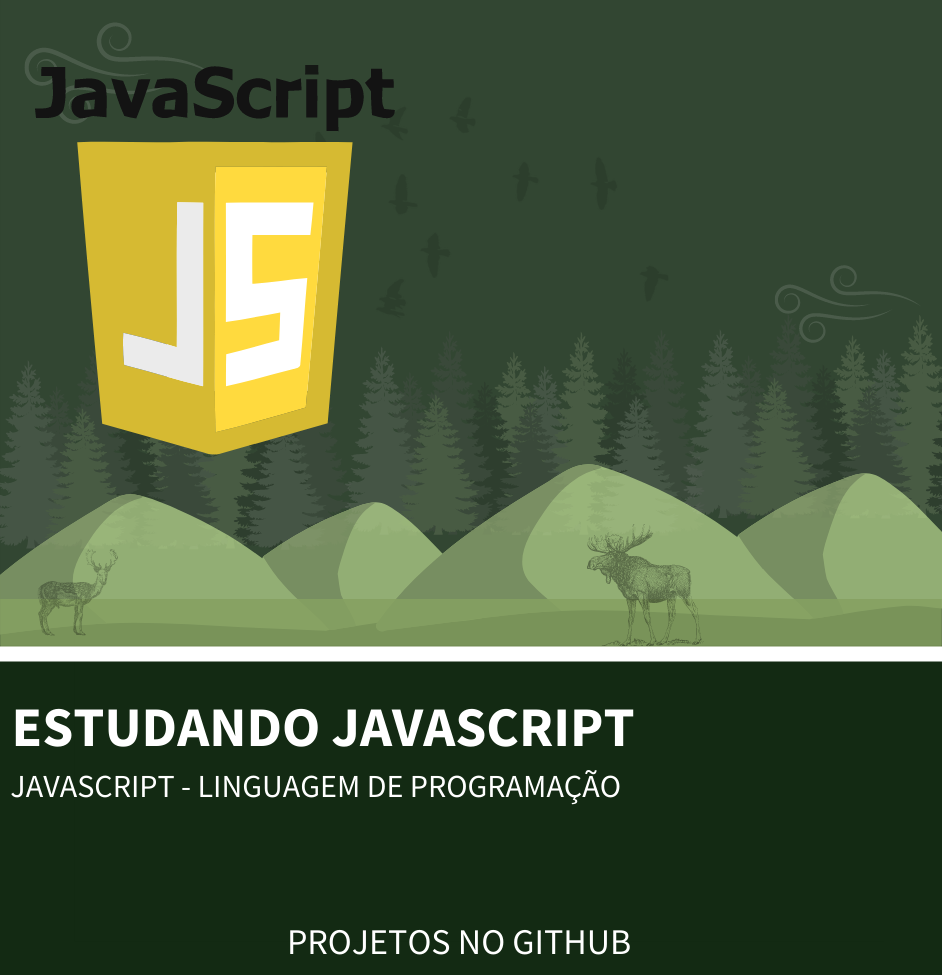 JavaScript
JS
ESTUDANDO JAVASCRIPT
JAVASCRIPT - LINGUAGEM DE PROGRAMAÇÃO
PROJETOS NO GITHUB